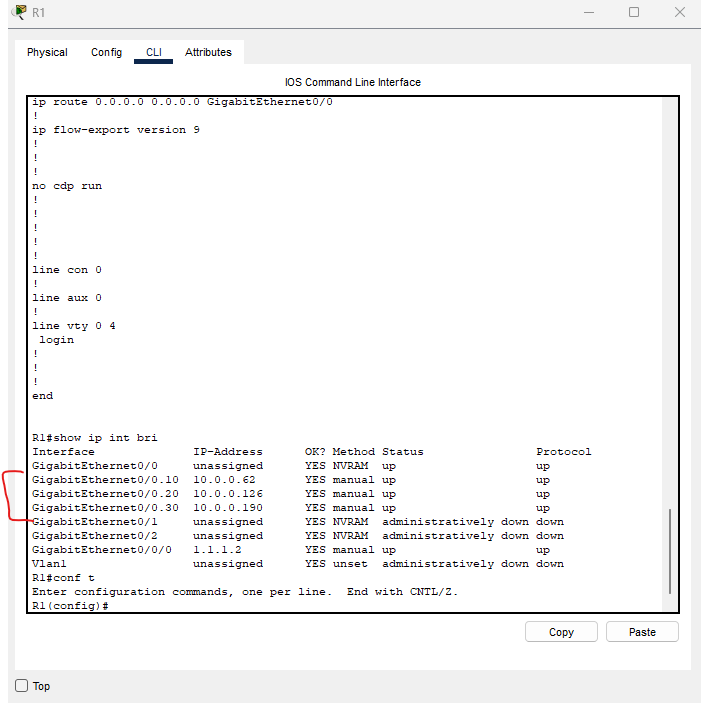 R1
Physical Config CLI Attributes
IOS Command Line Interface
ip route 0.0.0.0 0.0.0.0 GigabitEthernet0/0
!
ip flow-export version 9
!
!
!
no cdp run
!
!
!
!
!
line con 0
!
line aux 0
!
line vty 0 4
 login
!
!
!
end
R1#show ip int bri
Interface              IP-Address      OK? Method Status                Protocol
GigabitEthernet0/0     unassigned      YES NVRAM  up                    up
GigabitEthernet0/0.10  10.0.0.62       YES manual up                    up
GigabitEthernet0/0.20  10.0.0.126      YES manual up                    up
GigabitEthernet0/0.30  10.0.0.190      YES manual up                    up
GigabitEthernet0/1     unassigned      YES NVRAM  administratively down down
GigabitEthernet0/2     unassigned      YES NVRAM  administratively down down
GigabitEthernet0/0/0   1.1.1.2         YES manual up                    up
Vlan1                  unassigned      YES unset  administratively down down
R1#conf t
Enter configuration commands, one per line.  End with CNTL/Z.
R1(config)#
Copy Paste
Top